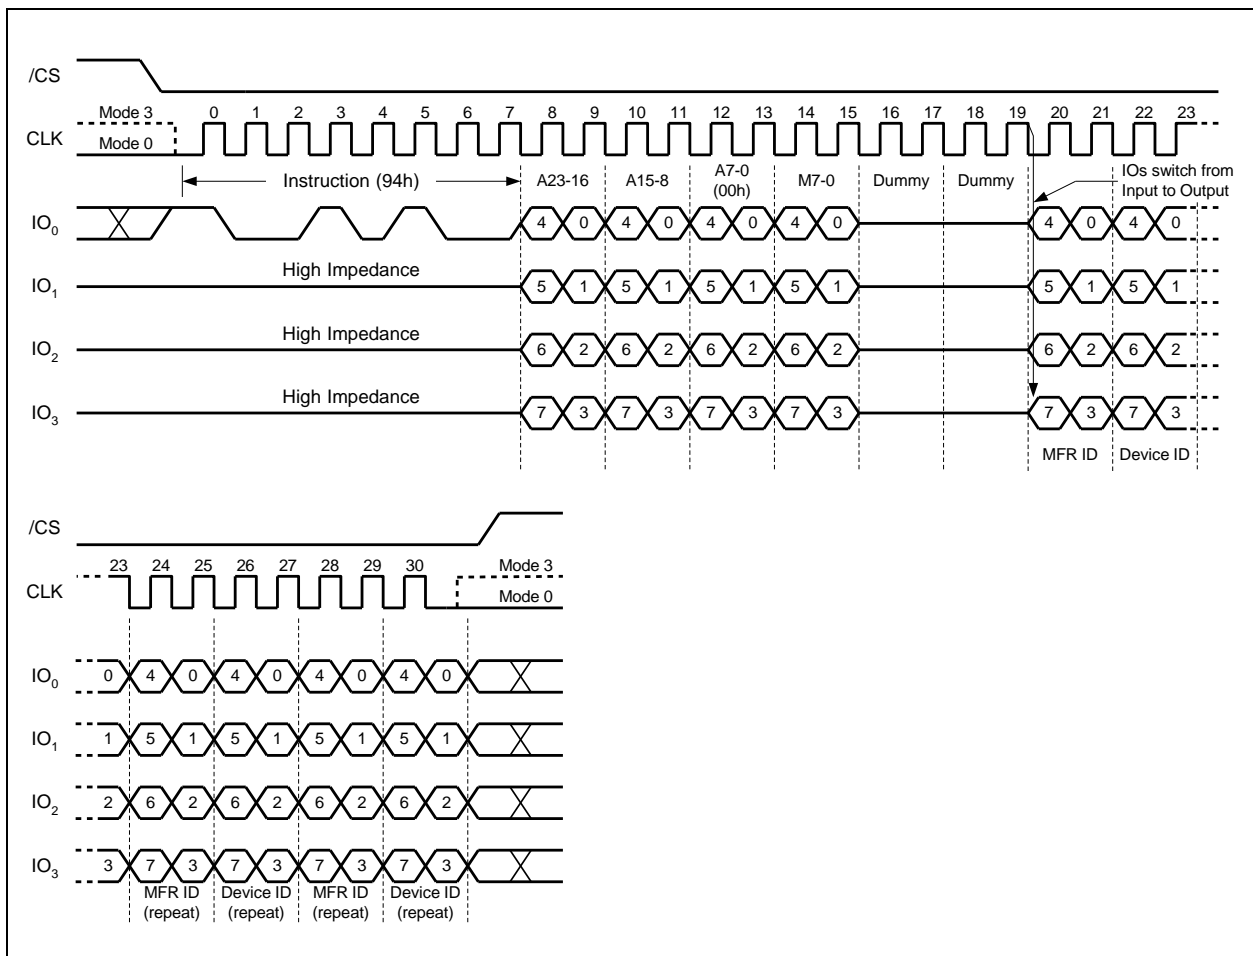 /CS
Mode 3 0 1 2 3 4 5 6 7 8 9 10 11 12 13 14 15 16 17 18 19 20 21 22 23
CLK Mode 0
Instruction (94h) A23-16 A15-8 A7-0 (00h) M7-0 Dummy Dummy IOs switch from Input to Output
IO0 4 0 4 0 4 0 4 0 4 0 4 0
High Impedance
IO1 5 1 5 1 5 1 5 1 5 1 5 1
High Impedance
IO2 6 2 6 2 6 2 6 2 6 2 6 2
High Impedance
IO3 7 3 7 3 7 3 7 3 7 3 7 3
MFR ID Device ID
/CS
23 24 25 26 27 28 29 30 Mode 3
CLK Mode 0
IO0 0 4 0 4 0 4 0 4 0
IO1 1 5 1 5 1 5 1 5 1
IO2 2 6 2 6 2 6 2 6 2
IO3 3 7 3 7 3 7 3 7 3
MFR ID Device ID MFR ID Device ID
(repeat) (repeat) (repeat) (repeat)